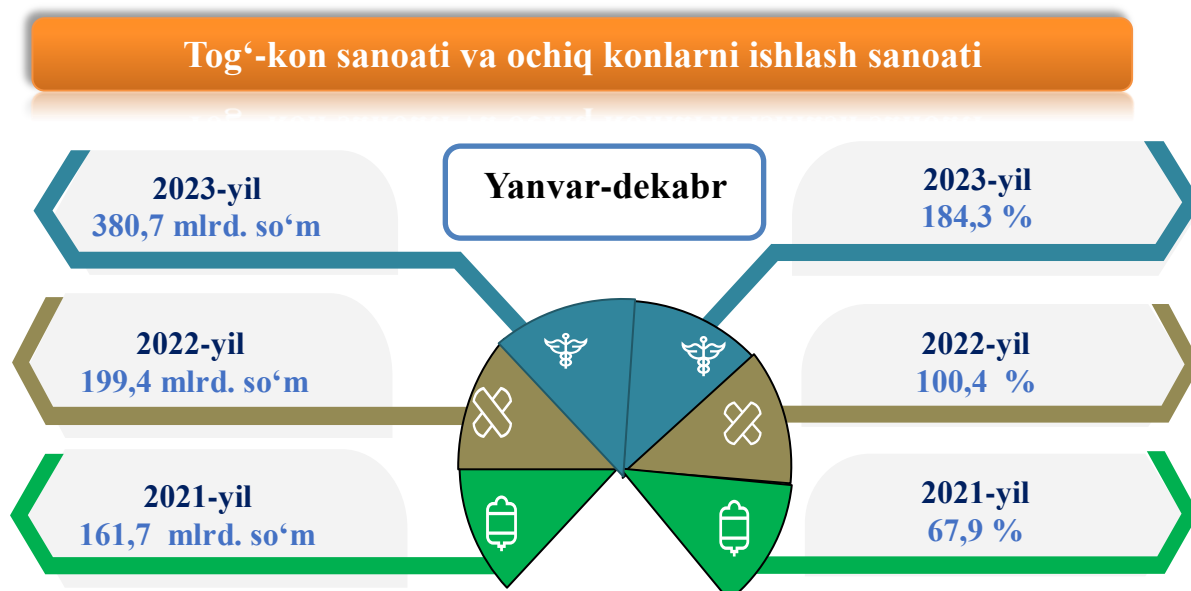 Tog‘-kon sanoati va ochiq konlarni ishlash sanoati
Yanvar-dekabr
2023-yil
380,7 mlrd. so‘m
2023-yil
184,3 %
2022-yil
199,4 mlrd. so‘m
2022-yil
100,4 %
2021-yil
161,7 mlrd. so‘m
2021-yil
67,9 %